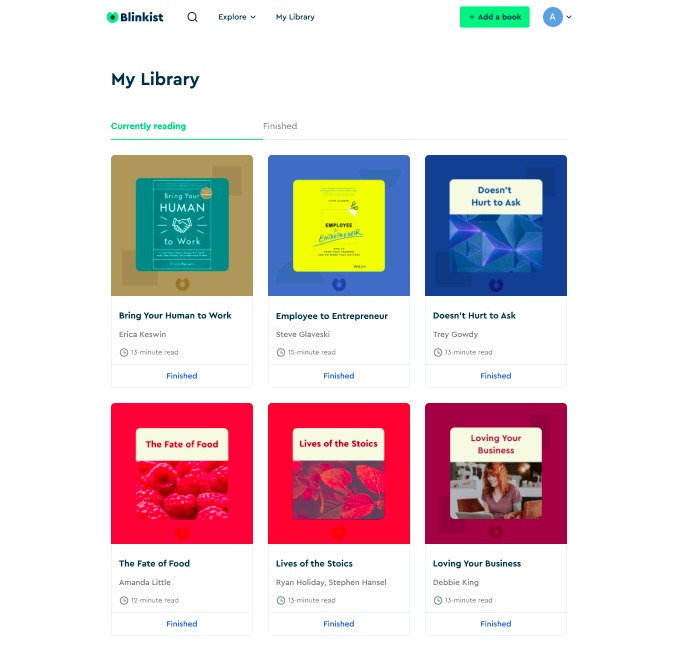 Blinkist
Explore
My Library
+ Add a book
A
My Library
Currently reading
Finished
Bring Your
HUMAN
to Work
Erica Keswin
Bring Your Human to Work
Erica Keswin
13-minute read
Finished
STEVE GLAVESKI
EMPLOYEE
TO
ENTREPRENEUR
HOW TO
WILEY
Employee to Entrepreneur
Steve Glaveski
15-minute read
Finished
Doesn't
Hurt to Ask
Doesn't Hurt to Ask
Trey Gowdy
13-minute read
Finished
The Fate of Food
The Fate of Food
Amanda Little
12-minute read
Finished
Lives of the Stoics
Lives of the Stoics
Ryan Holiday, Stephen Hansel
13-minute read
Finished
Loving Your
Business
Loving Your Business
Debbie King
13-minute read
Finished